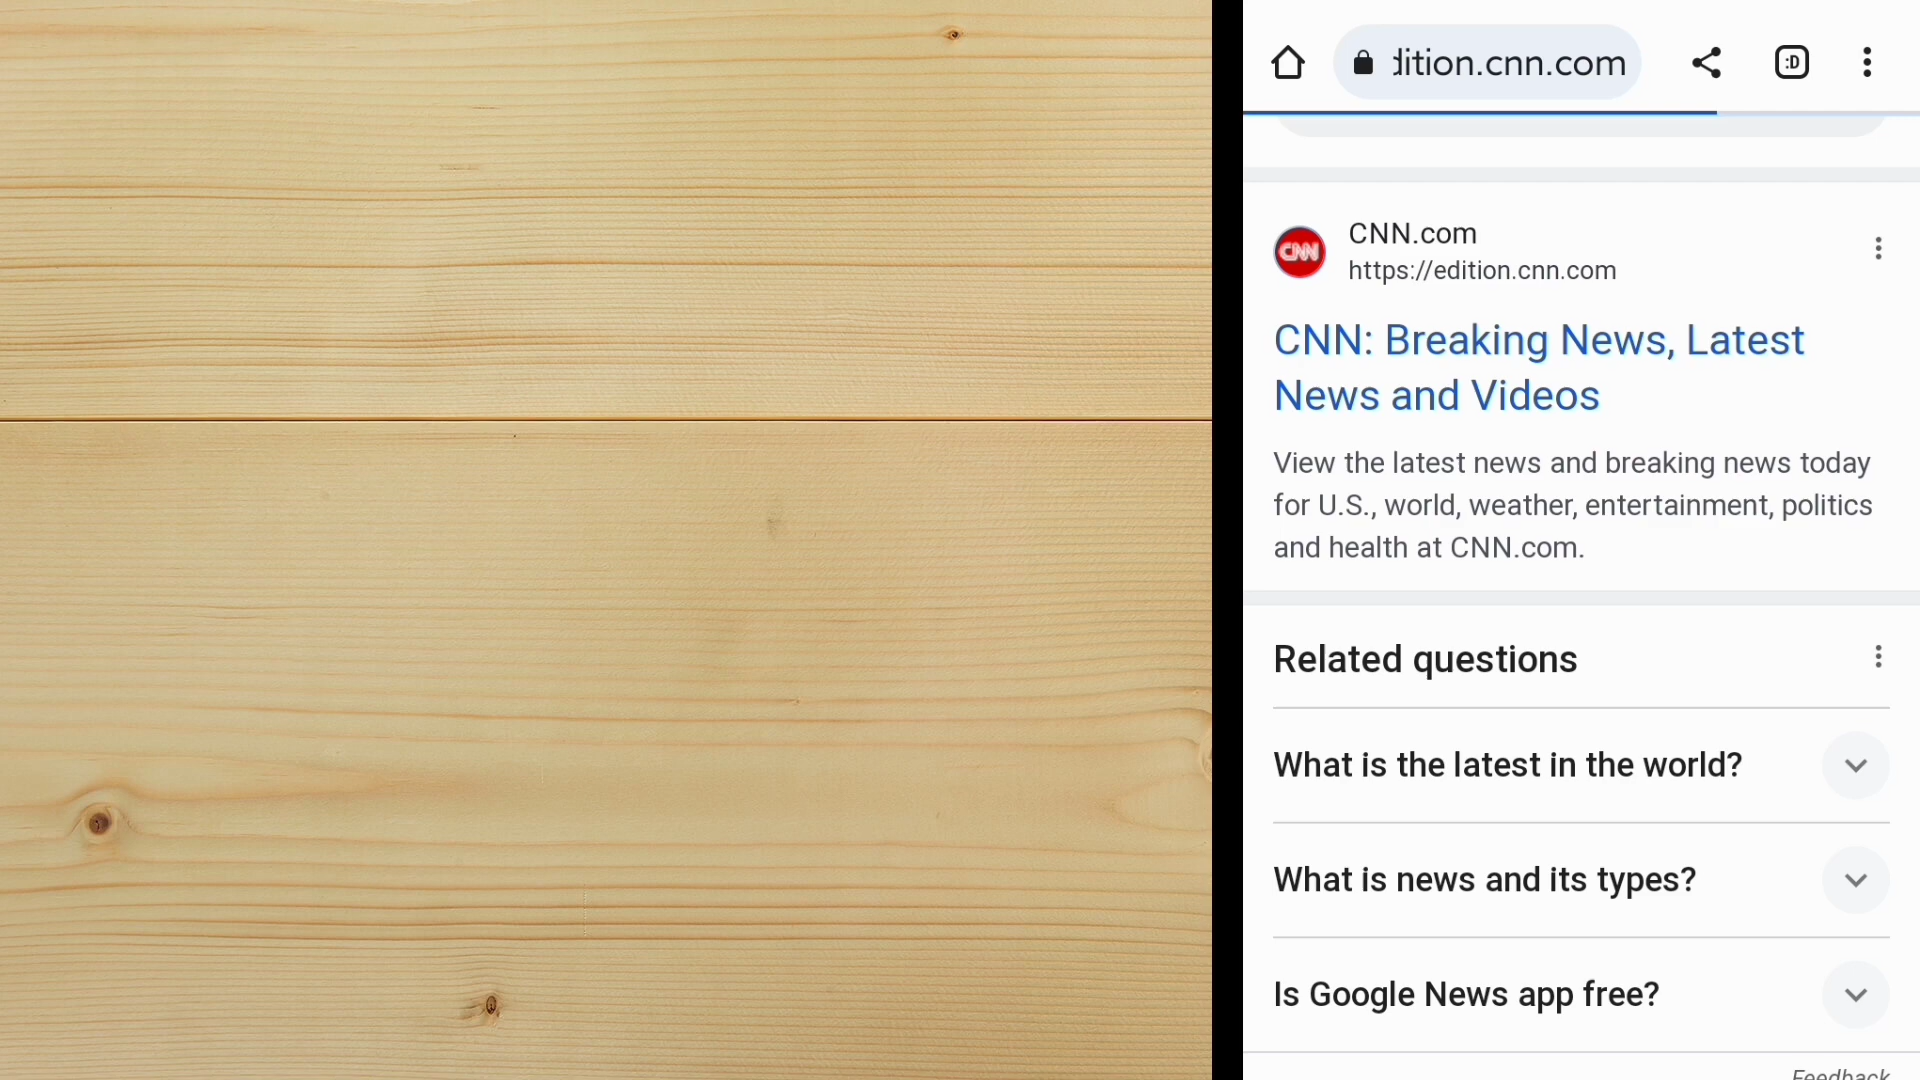 dition.cnn.com
:D
CNN
CNN.com
https://edition.cnn.com
CNN: Breaking News, Latest
News and Videos
View the latest news and breaking news today
for U.S., world, weather, entertainment, politics
and health at CNN.com.
Related questions
What is the latest in the world?
What is news and its types?
Is Google News app free?
Feedback